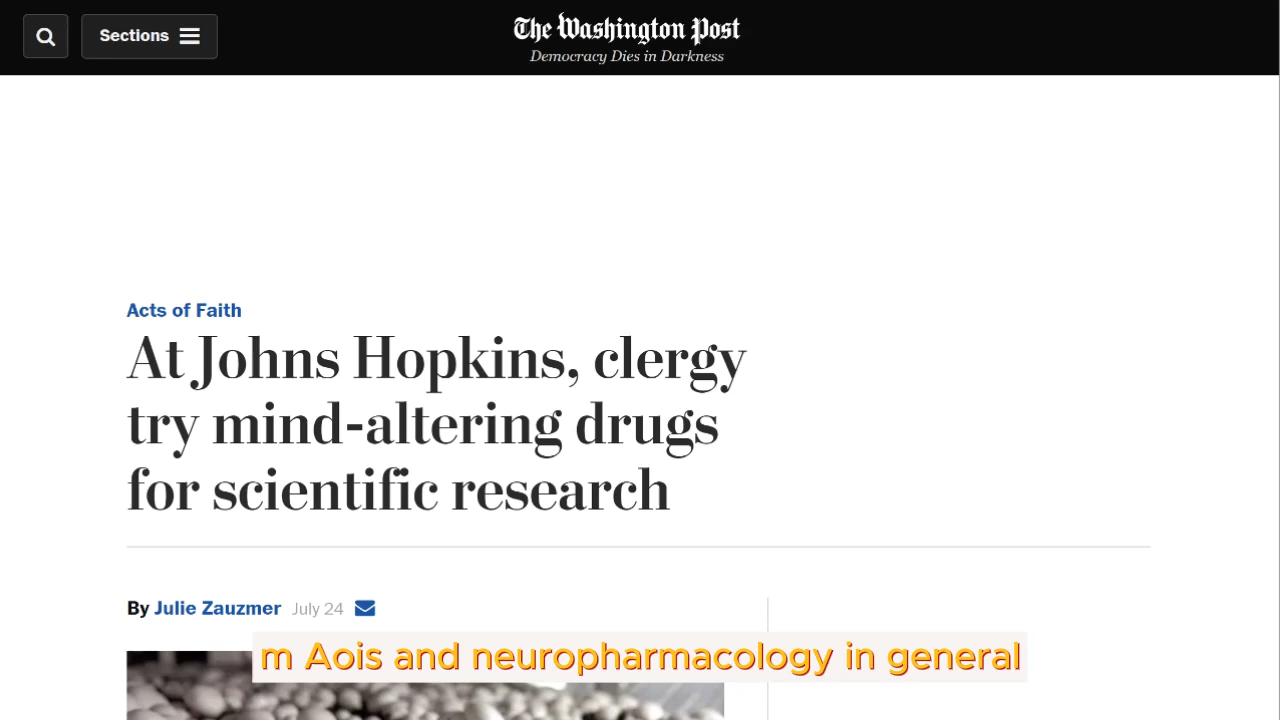 Sections
The Washington Post
Democracy Dies in Darkness
Acts of Faith
At Johns Hopkins, clergy
try mind-altering drugs
for scientific research
By Julie Zauzmer July 24
m Aois and neuropharmacology in general